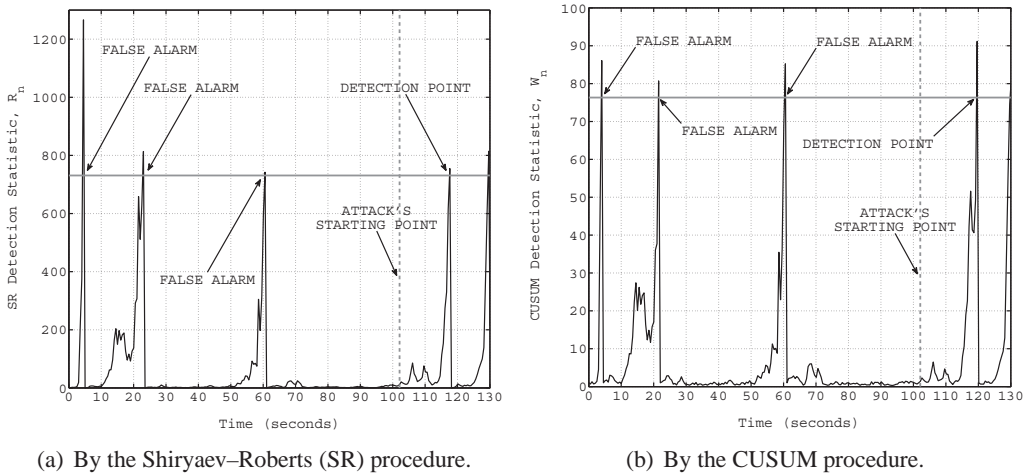 1200
1000
800
600
400
200
0
SR Detection Statistic, Rn
FALSE ALARM
FALSE ALARM
DETECTION POINT
ATTACK'S
STARTING POINT
FALSE ALARM
0 10 20 30 40 50 60 70 80 90 100 110 120 130
Time (seconds)
(a) By the Shiryaev–Roberts (SR) procedure.
100
90
80
70
60
50
40
30
20
10
0
CUSUM Detection Statistic, Wn
FALSE ALARM
FALSE ALARM
FALSE ALARM
DETECTION POINT
ATTACK'S
STARTING POINT
0 10 20 30 40 50 60 70 80 90 100 110 120 130
Time (seconds)
(b) By the CUSUM procedure.